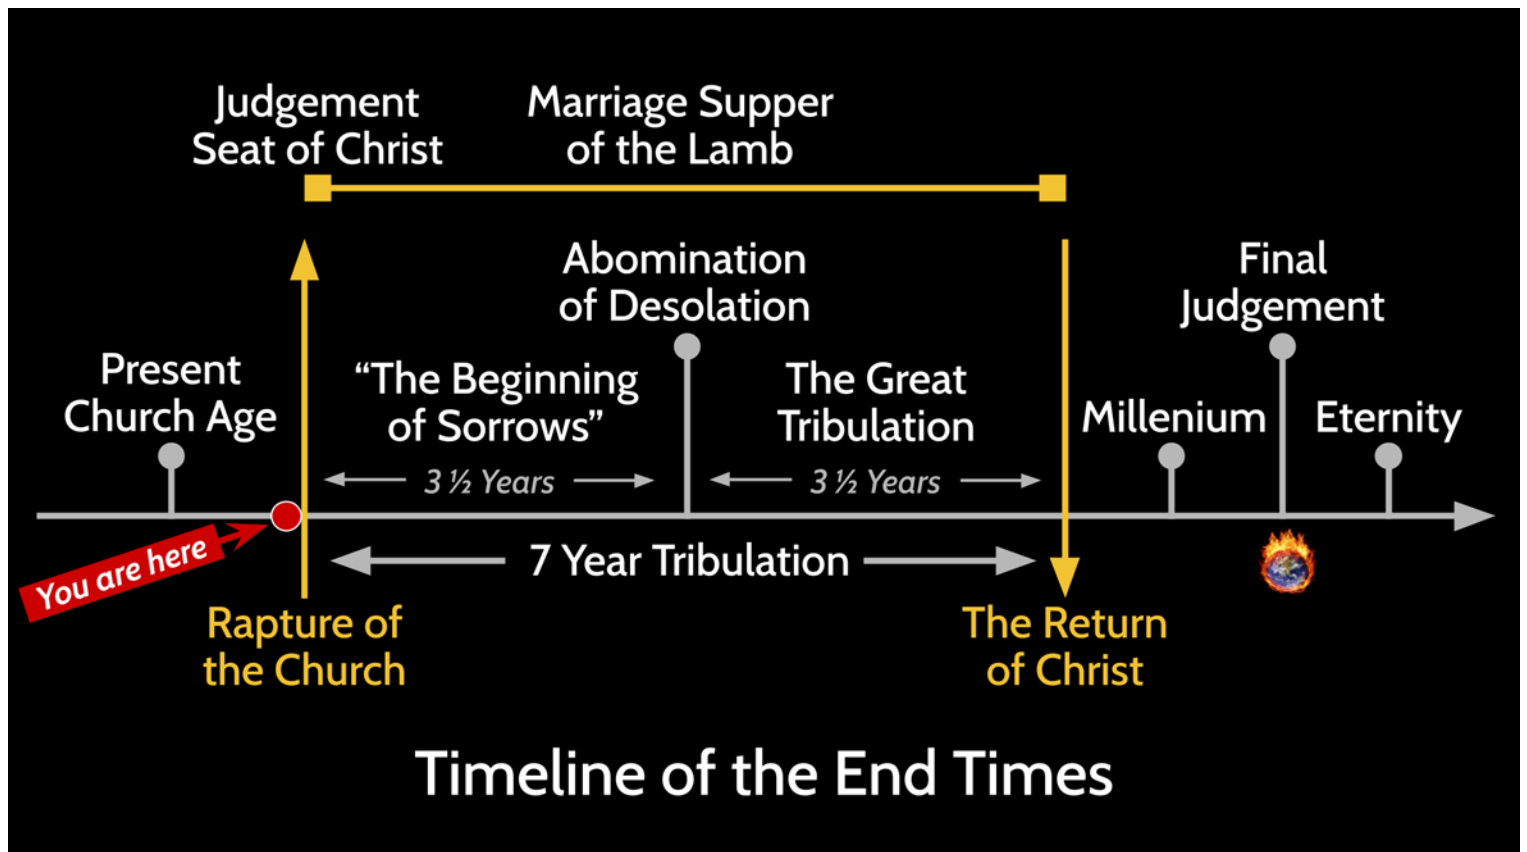 Judgement
Seat of Christ
Marriage Supper
of the Lamb
Abomination
of Desolation
Final
Judgement
Present
Church Age
“The Beginning
of Sorrows”
The Great
Tribulation
Millenium
Eternity
3 ½ Years
3 ½ Years
You are here
7 Year Tribulation
Rapture of
the Church
The Return
of Christ
Timeline of the End Times